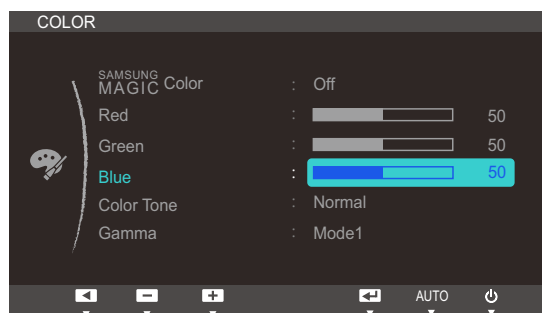 COLOR
SAMSUNG
MAGIC Color : Off
Red : 50
Green : 50
Blue : 50
Color Tone : Normal
Gamma : Mode1
AUTO